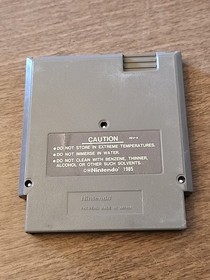 CAUTION
• DO NOT STORE IN EXTREME TEMPERATURES.
• DO NOT IMMERSE IN WATER.
• DO NOT CLEAN WITH BENZENE, THINNER,
ALCOHOL OR OTHER SUCH SOLVENTS.
©Nintendo 1985
Nintendo